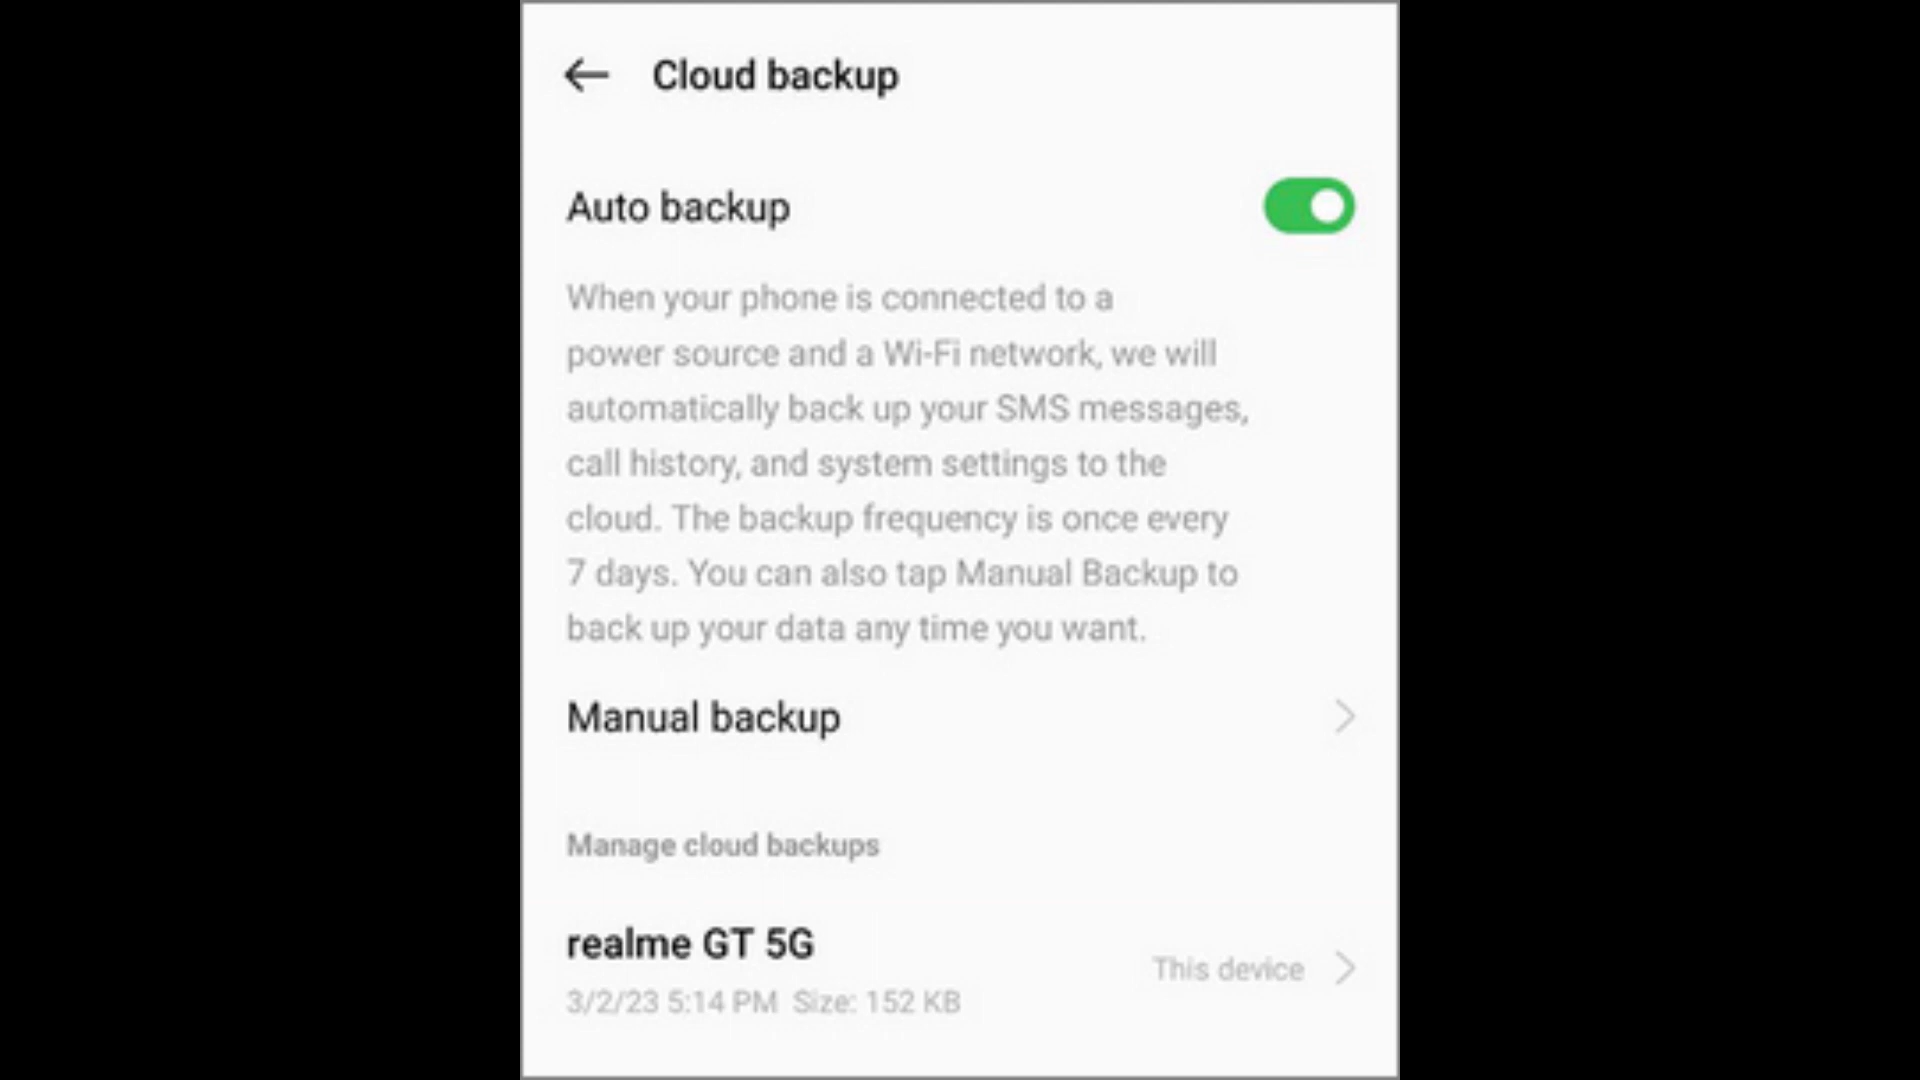 Cloud backup
Auto backup
When your phone is connected to a
power source and a Wi-Fi network, we will
automatically back up your SMS messages,
call history, and system settings to the
cloud. The backup frequency is once every
7 days. You can also tap Manual Backup to
back up your data any time you want.
Manual backup
Manage cloud backups
realme GT 5G
This device
3/2/23 5:14 PM  Size: 152 KB